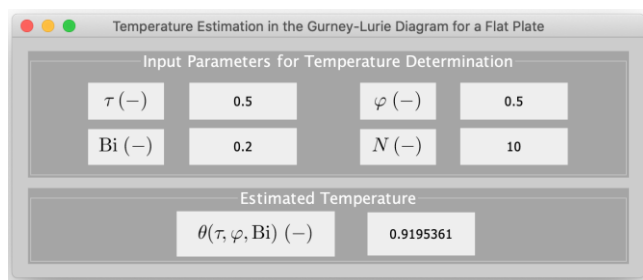 Temperature Estimation in the Gurney-Lurie Diagram for a Flat Plate
Input Parameters for Temperature Determination
τ (−) 0.5 φ (−) 0.5
Bi (−) 0.2 N (−) 10
Estimated Temperature
θ(τ, φ, Bi) (−) 0.9195361